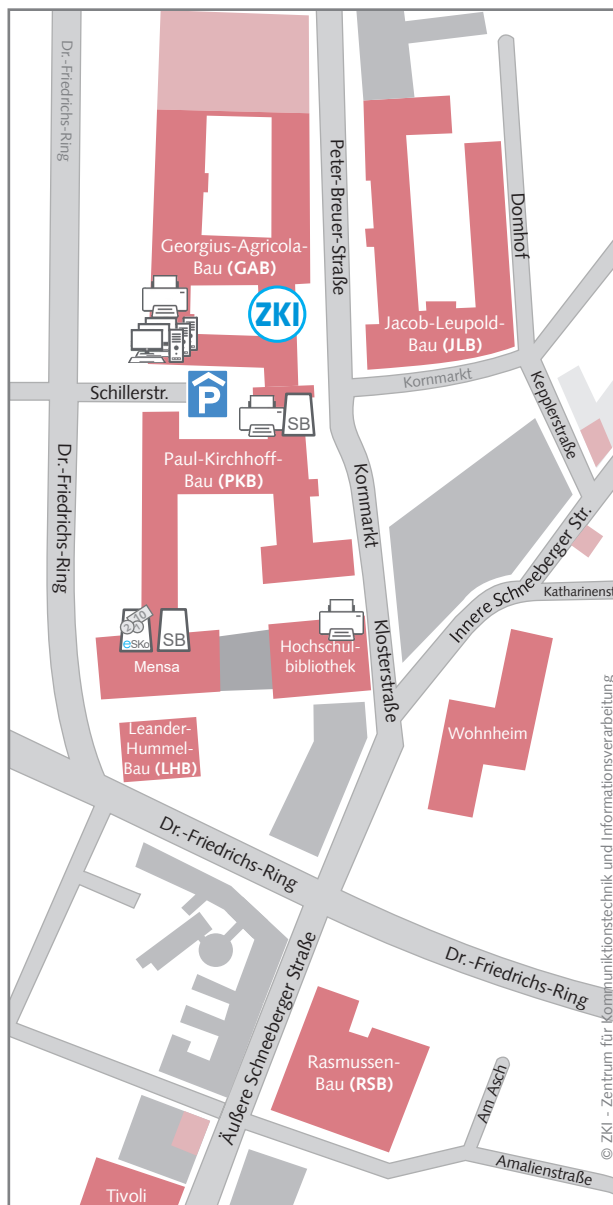 Dr.-Friedrichs-Ring
Peter-Breuer-Straße
Domhof
Georgius-Agricola-
Bau (GAB)
ZKI
Jacob-Leupold-
Bau (JLB)
Kornmarkt
Kepplerstraße
Schillerstr.
P
SB
Paul-Kirchhoff-
Bau (PKB)
Dr.-Friedrichs-Ring
Kornmarkt
Innere Schneeberger Str.
Katharinenst
eSKo
SB
Mensa
Hochschul-
bibliothek
Klosterstraße
Wohnheim
Leander-
Hummel-
Bau (LHB)
Dr.-Friedrichs-Ring
Dr.-Friedrichs-Ring
Äußere Schneeberger Straße
Rasmussen-
Bau (RSB)
Am Asch
Amalienstraße
Tivoli
© ZKI - Zentrum für Kommuniktionstechnik und Informationsverarbeitung